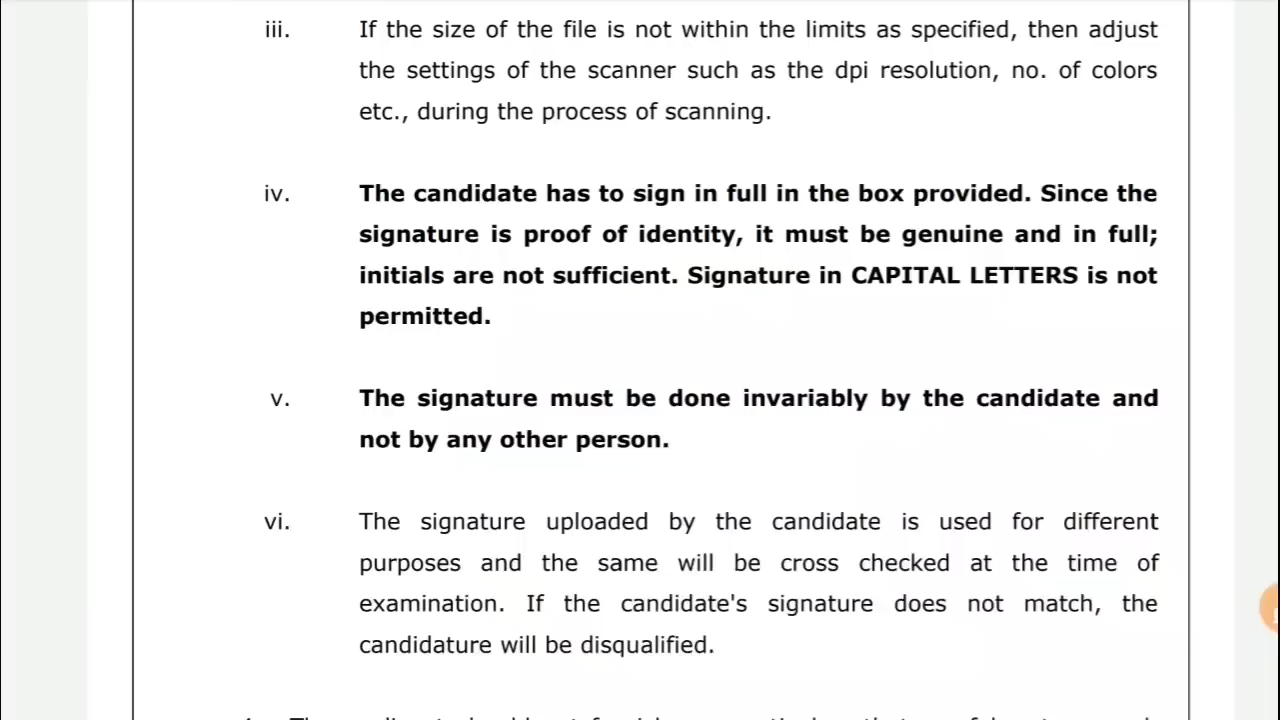 iii. If the size of the file is not within the limits as specified, then adjust
the settings of the scanner such as the dpi resolution, no. of colors
etc., during the process of scanning.
iv. The candidate has to sign in full in the box provided. Since the
signature is proof of identity, it must be genuine and in full;
initials are not sufficient. Signature in CAPITAL LETTERS is not
permitted.
v. The signature must be done invariably by the candidate and
not by any other person.
vi. The signature uploaded by the candidate is used for different
purposes and the same will be cross checked at the time of
examination. If the candidate's signature does not match, the
candidature will be disqualified.